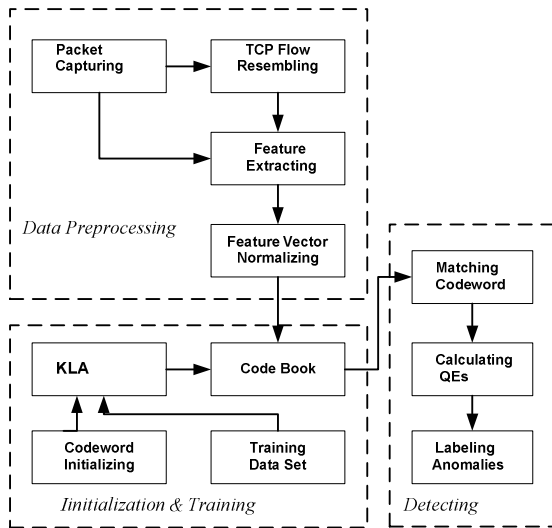 Packet
Capturing
TCP Flow
Resembling
Feature
Extracting
Data Preprocessing
Feature Vector
Normalizing
Matching
Codeword
KLA
Code Book
Calculating
QEs
Codeword
Initializing
Training
Data Set
Labeling
Anomalies
Iinitialization & Training
Detecting